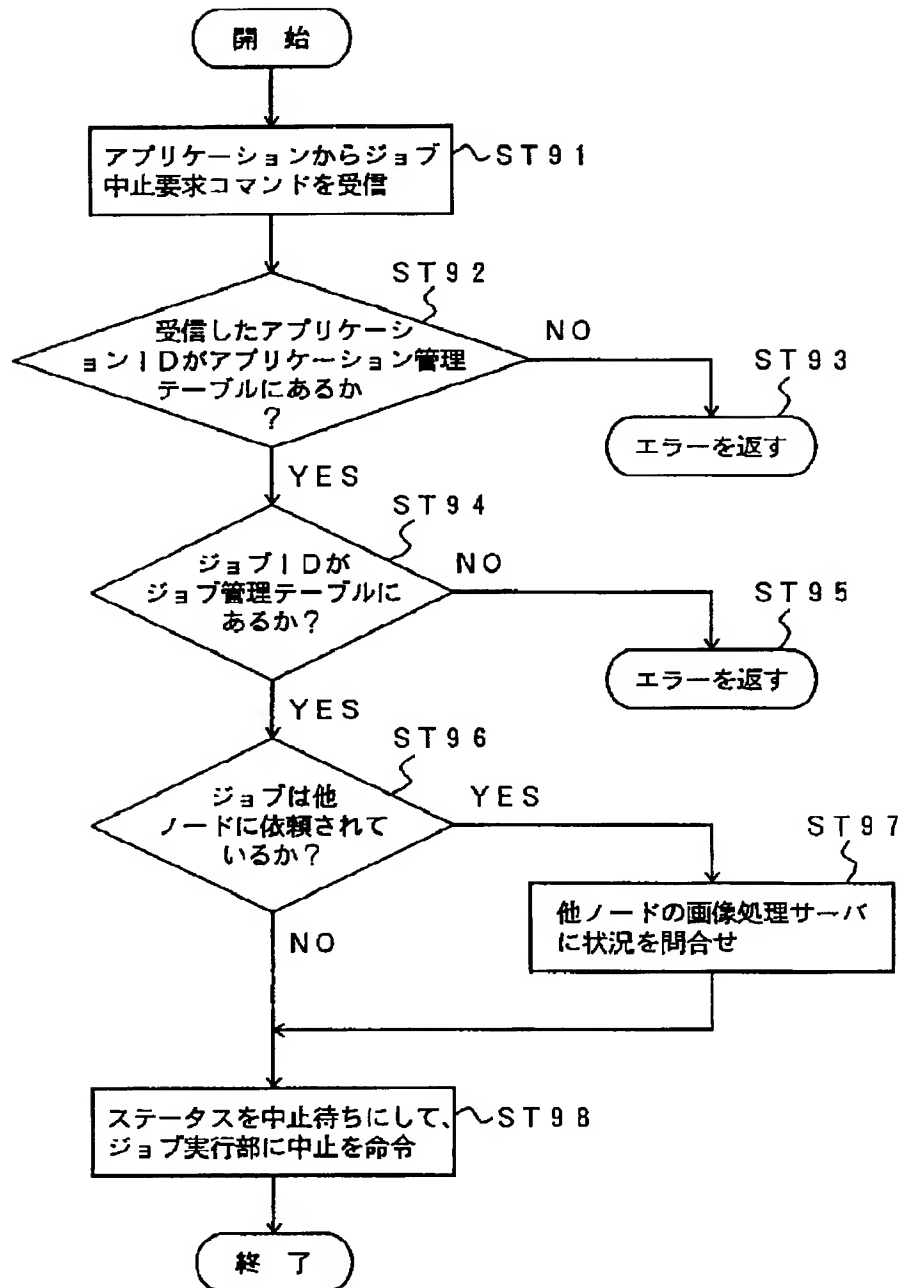 開 始
アプリケーションからジョブ
中止要求コマンドを受信
ST91
ST92
受信したアプリケーシ
ョンIDがアプリケーション管理
テーブルにあるか
?
NO
ST93
エラーを返す
YES
ST94
ジョブIDが
ジョブ管理テーブルに
あるか?
NO
ST95
エラーを返す
YES
ST96
ジョブは他
ノードに依頼されて
いるか?
YES
ST97
他ノードの画像処理サーバ
に状況を問合せ
NO
ステータスを中止待ちにして、
ジョブ実行部に中止を命令
ST98
終 了